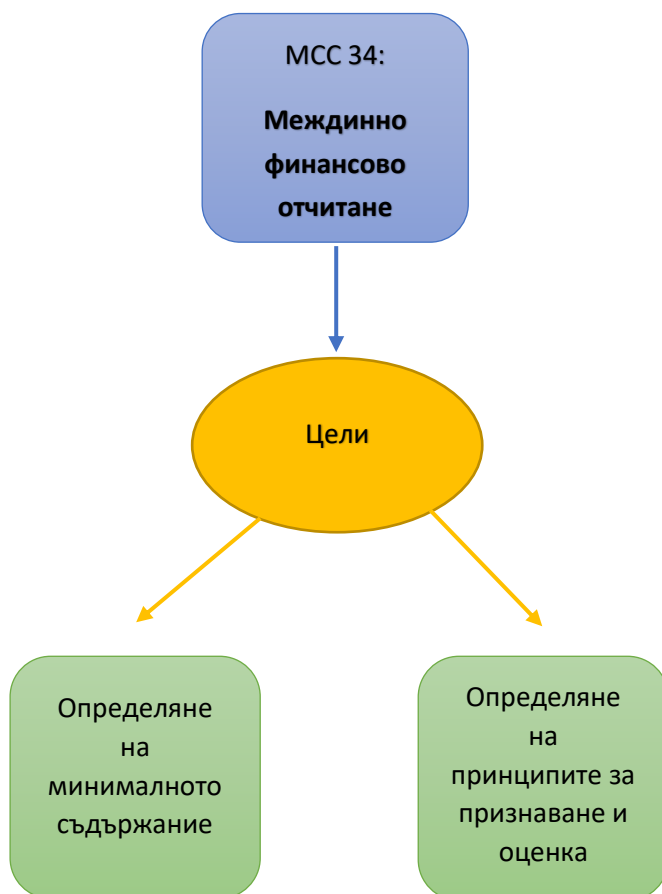 МСС 34:
Междинно
финансово
отчитане
Цели
Определяне
на
минималното
съдържание
Определяне
на
принципите за
признаване и
оценка